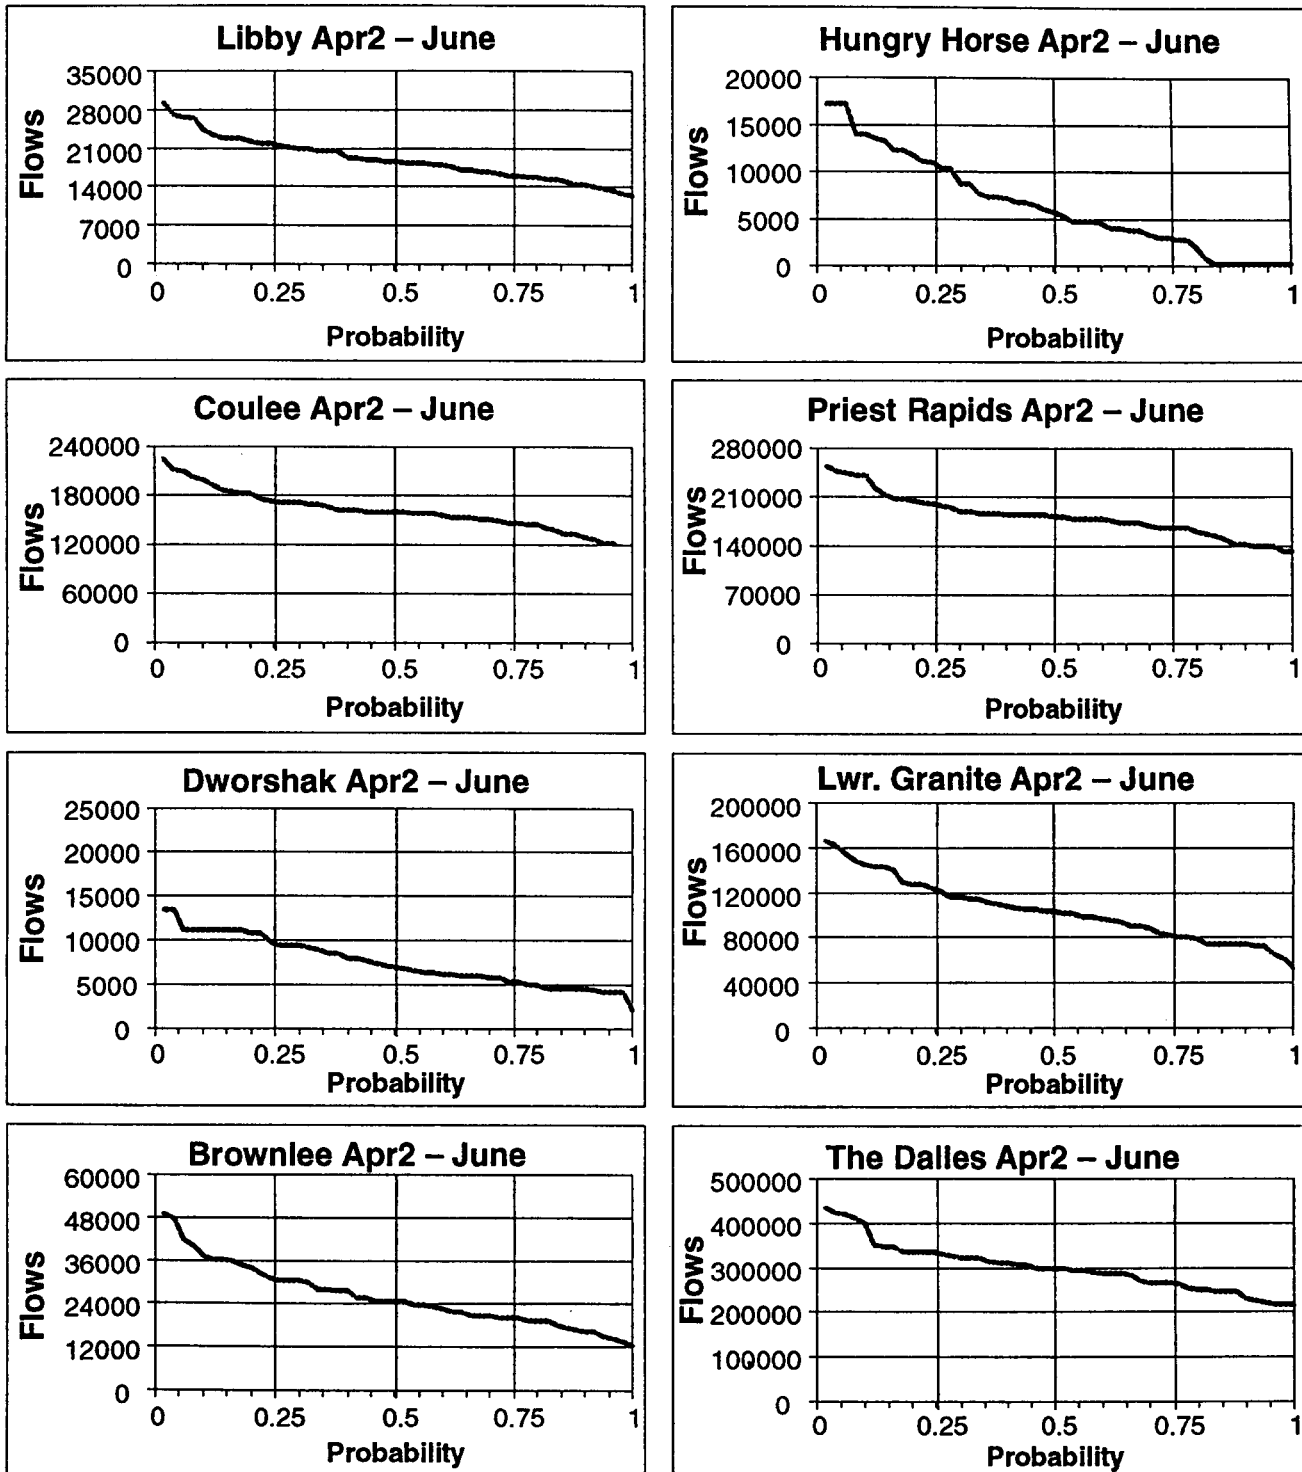 Libby Apr2 – June
Flows
35000
28000
21000
14000
7000
0
0 0.25 0.5 0.75 1
Probability
Hungry Horse Apr2 – June
Flows
20000
15000
10000
5000
0
0 0.25 0.5 0.75 1
Probability
Coulee Apr2 – June
Flows
240000
180000
120000
60000
0
0 0.25 0.5 0.75 1
Probability
Priest Rapids Apr2 – June
Flows
280000
210000
140000
70000
0
0 0.25 0.5 0.75 1
Probability
Dworshak Apr2 – June
Flows
25000
20000
15000
10000
5000
0
0 0.25 0.5 0.75 1
Probability
Lwr. Granite Apr2 – June
Flows
200000
160000
120000
80000
40000
0
0 0.25 0.5 0.75 1
Probability
Brownlee Apr2 – June
Flows
60000
48000
36000
24000
12000
0
0 0.25 0.5 0.75 1
Probability
The Dalles Apr2 – June
Flows
500000
400000
300000
200000
100000
0
0 0.25 0.5 0.75 1
Probability